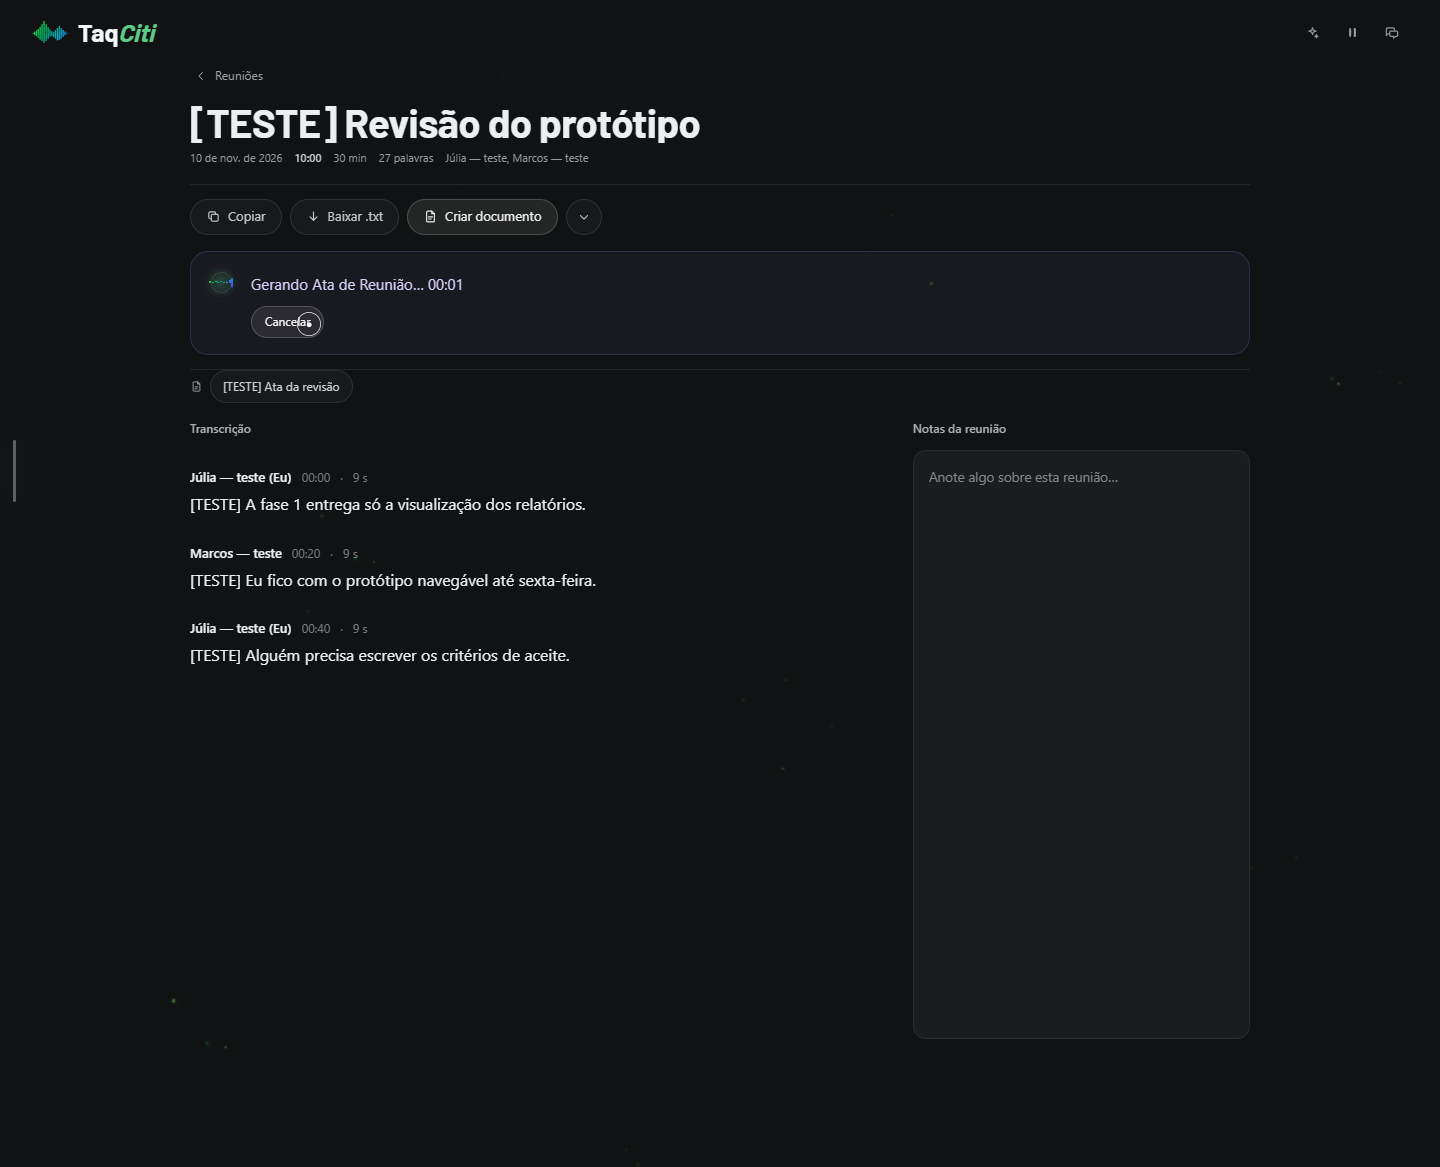 TaqCiti
Reuniões
[TESTE] Revisão do protótipo
10 de nov. de 2026 10:00 30 min 27 palavras Júlia — teste, Marcos — teste
Copiar
Baixar .txt
Criar documento
Gerando Ata de Reunião... 00:01
Cancelar
[TESTE] Ata da revisão
Transcrição
Júlia — teste (Eu) 00:00 · 9 s
[TESTE] A fase 1 entrega só a visualização dos relatórios.
Marcos — teste 00:20 · 9 s
[TESTE] Eu fico com o protótipo navegável até sexta-feira.
Júlia — teste (Eu) 00:40 · 9 s
[TESTE] Alguém precisa escrever os critérios de aceite.
Notas da reunião
Anote algo sobre esta reunião...